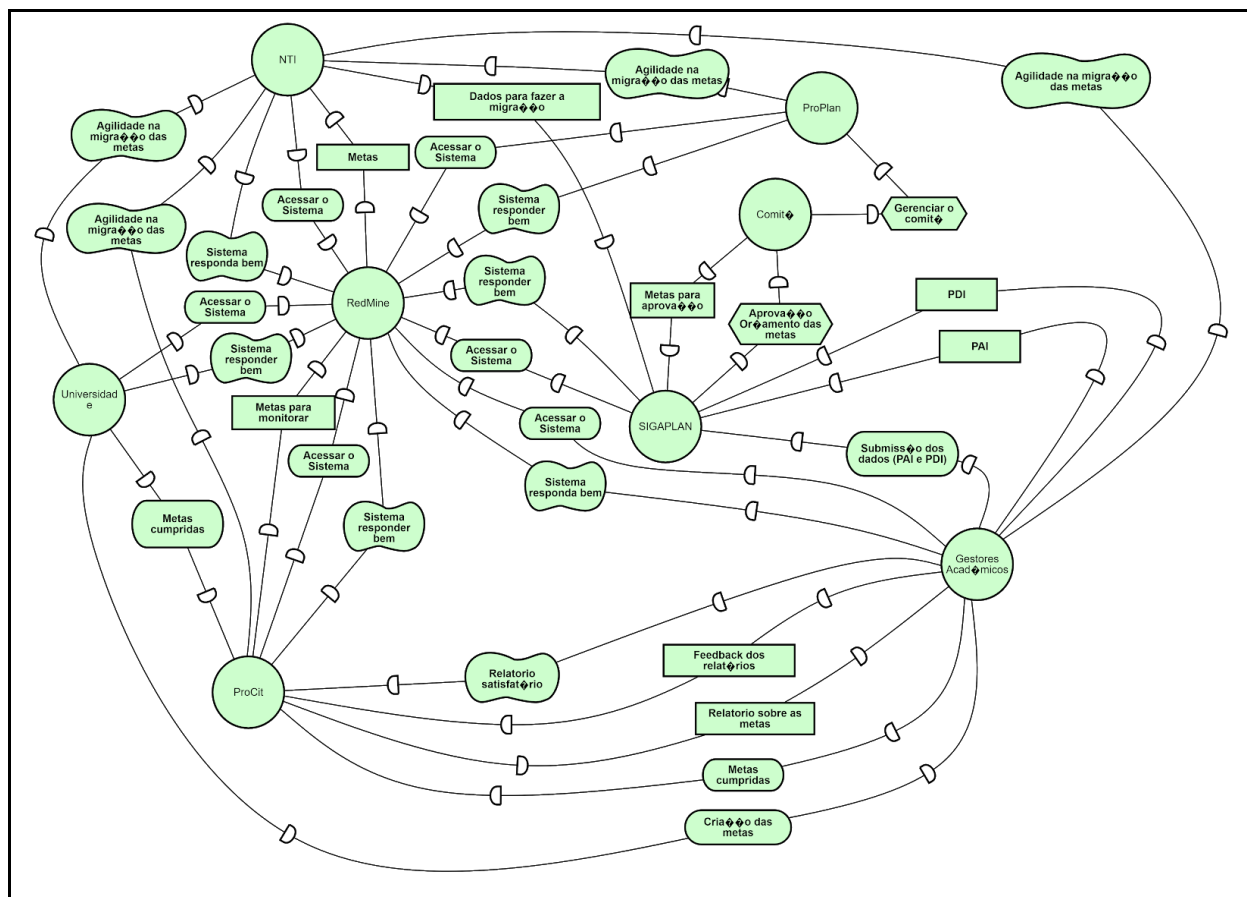 NTI
Agilidade na
migra��o das metas
Agilidade na migra��o
das metas
Dados para fazer a
migra��o
ProPlan
Agilidade na
migra��o das
metas
Metas
Acessar o
Sistema
Acessar o
Sistema
Sistema
responder
bem
Comit�
Gerenciar o
comit�
Agilidade na
migra��o das
metas
Sistema
responda bem
Sistema
responder
bem
RedMine
Acessar o
Sistema
Metas para
aprova��o
Aprova��o
Or�amento das
metas
PDI
PAI
Sistema
responder
bem
Acessar o
Sistema
Universidad
e
Metas para
monitorar
Acessar o
Sistema
SIGAPLAN
Submiss�o dos
dados (PAI e PDI)
Acessar o
Sistema
Sistema
responda bem
Metas
cumpridas
Sistema
responder
bem
Gestores
Acad�micos
ProCit
Relatorio
satisfat�rio
Feedback dos
relat�rios
Relatorio sobre as
metas
Metas
cumpridas
Cria��o das
metas